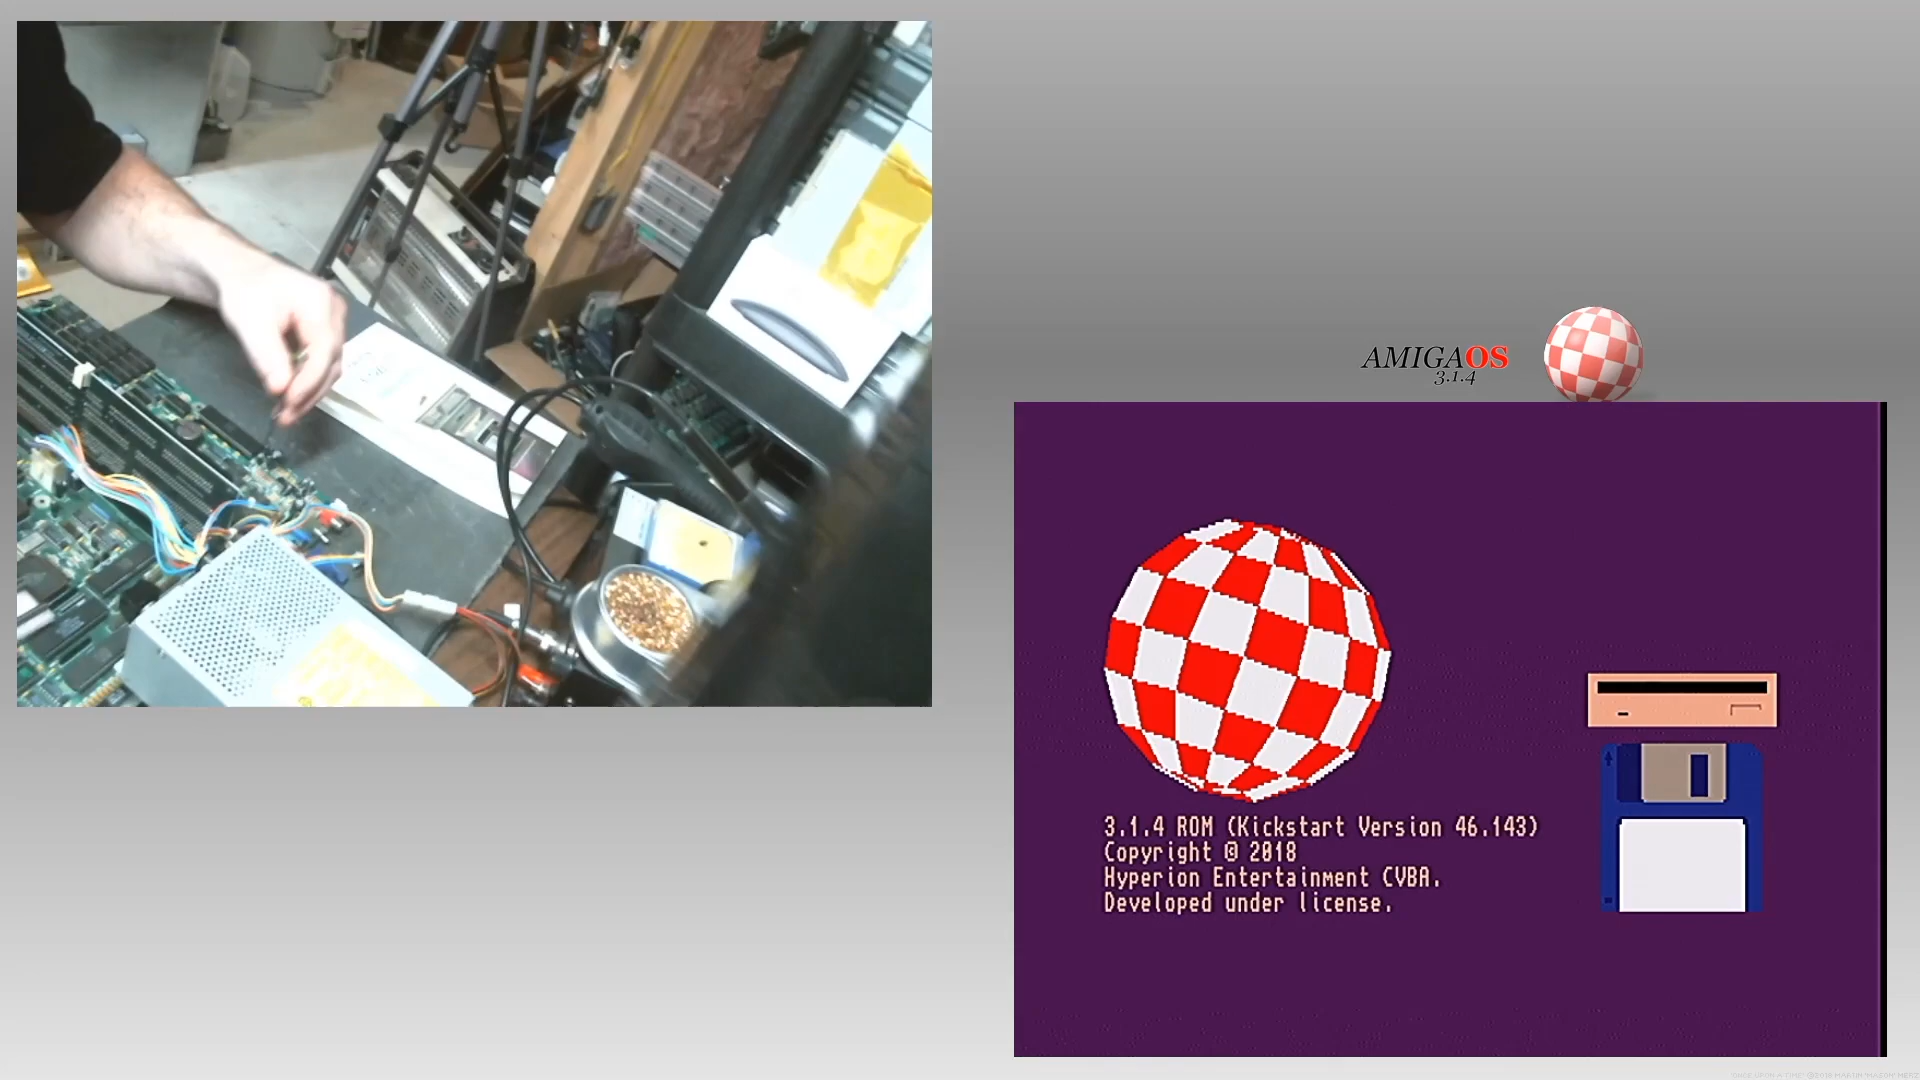 AMIGAOS
3.1.4
3.1.4 ROM (Kickstart Version 46.143)
Copyright © 2018
Hyperion Entertainment CVBA.
Developed under license.